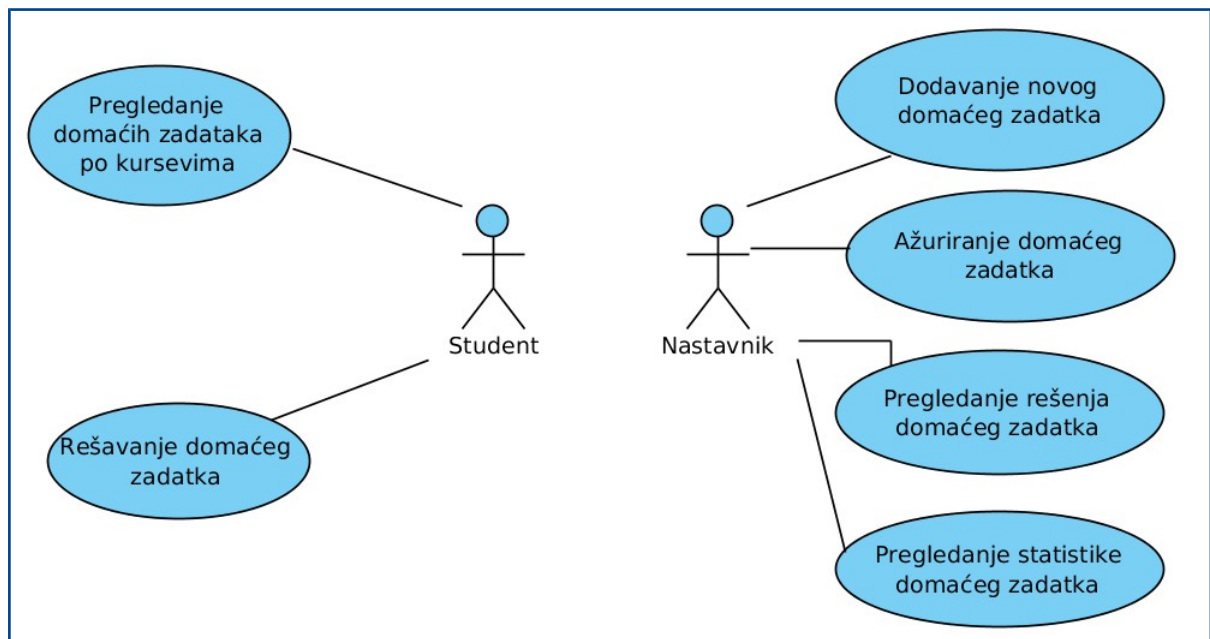 Pregledanje
domaćih zadataka
po kursevima
Rešavanje domaćeg
zadatka
Student
Nastavnik
Dodavanje novog
domaćeg zadatka
Ažuriranje domaćeg
zadatka
Pregledanje rešenja
domaćeg zadatka
Pregledanje statistike
domaćeg zadatka